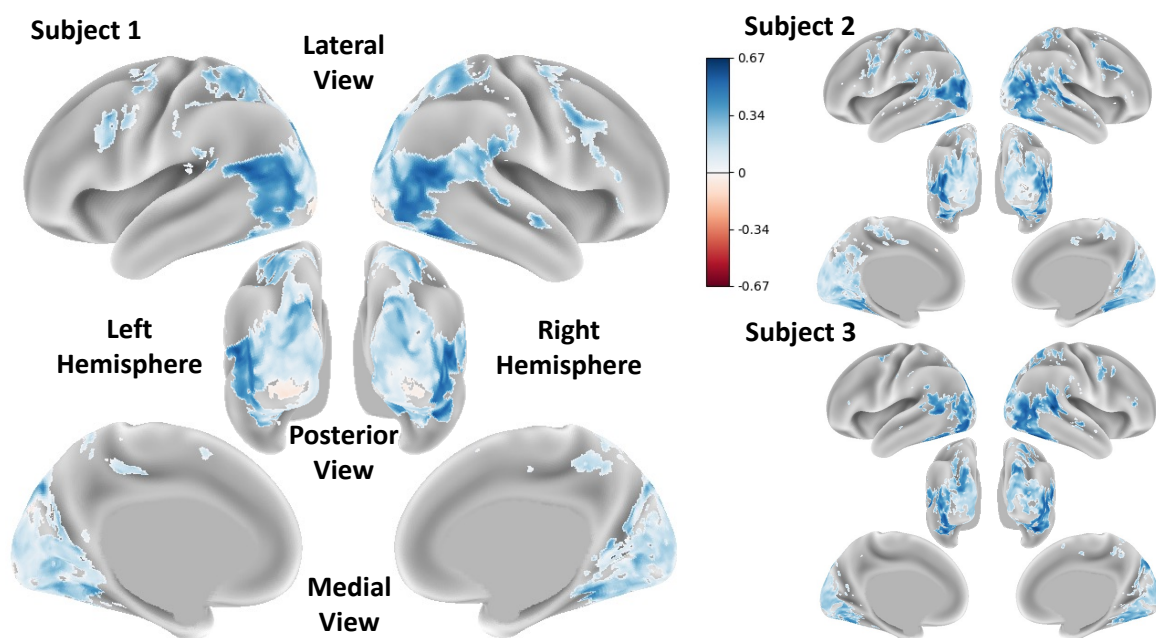 Subject 1
Lateral
View
Left
Hemisphere
Right
Hemisphere
Posterior
View
Medial
View
0.67
0.34
0
-0.34
-0.67
Subject 2
Subject 3